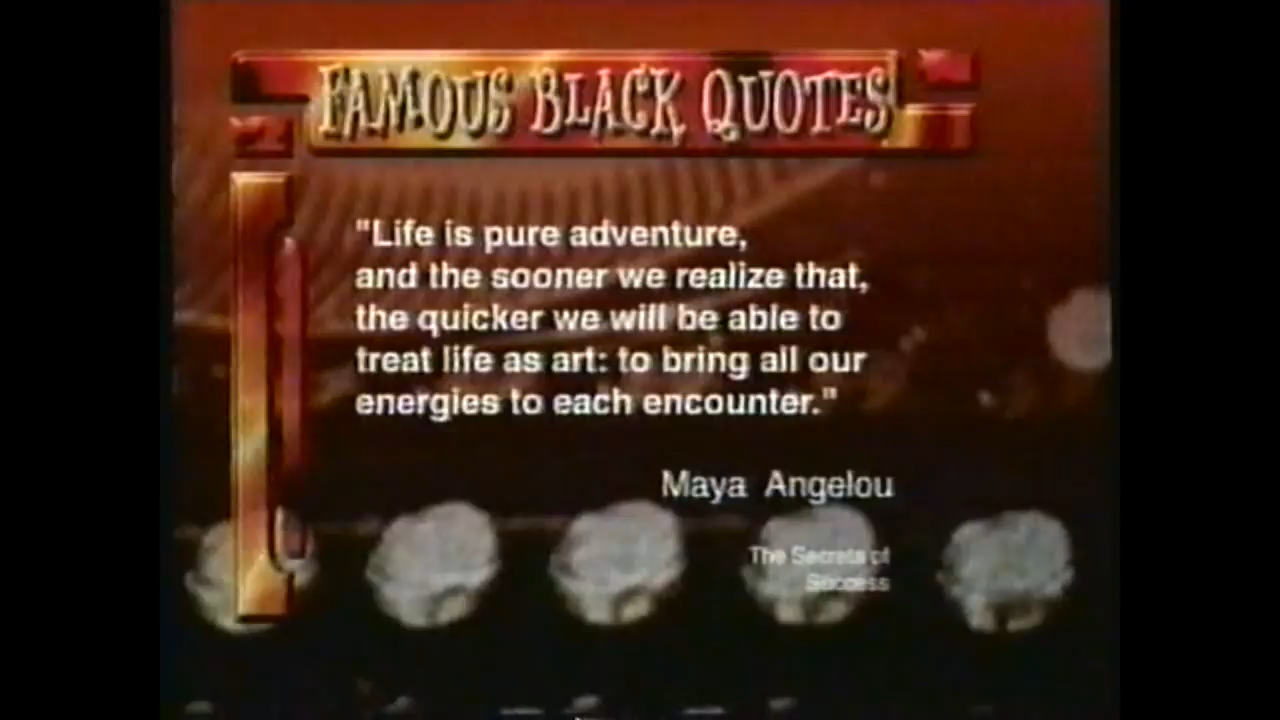 FAMOUS BLACK QUOTES
"Life is pure adventure,
and the sooner we realize that,
the quicker we will be able to
treat life as art: to bring all our
energies to each encounter."
Maya Angelou
The Secrets of
Success